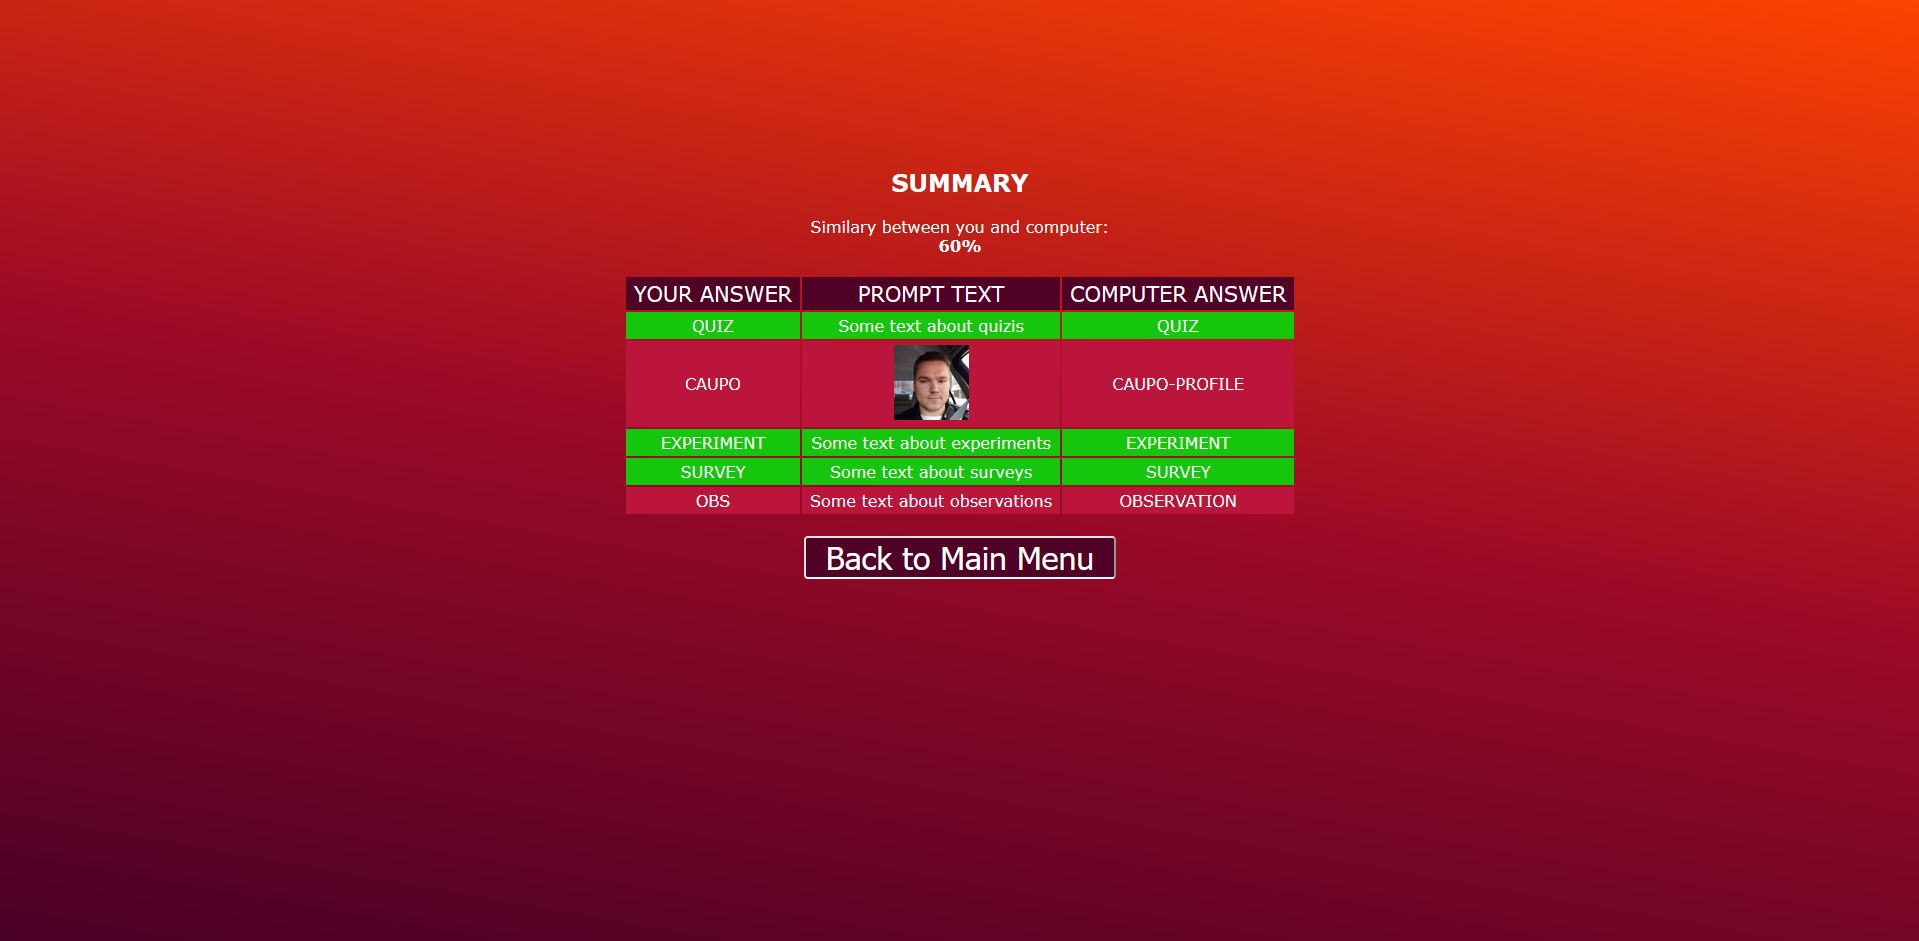 SUMMARY
Similary between you and computer:
60%
YOUR ANSWER PROMPT TEXT COMPUTER ANSWER
QUIZ Some text about quizis QUIZ
CAUPO CAUPO-PROFILE
EXPERIMENT Some text about experiments EXPERIMENT
SURVEY Some text about surveys SURVEY
OBS Some text about observations OBSERVATION
Back to Main Menu